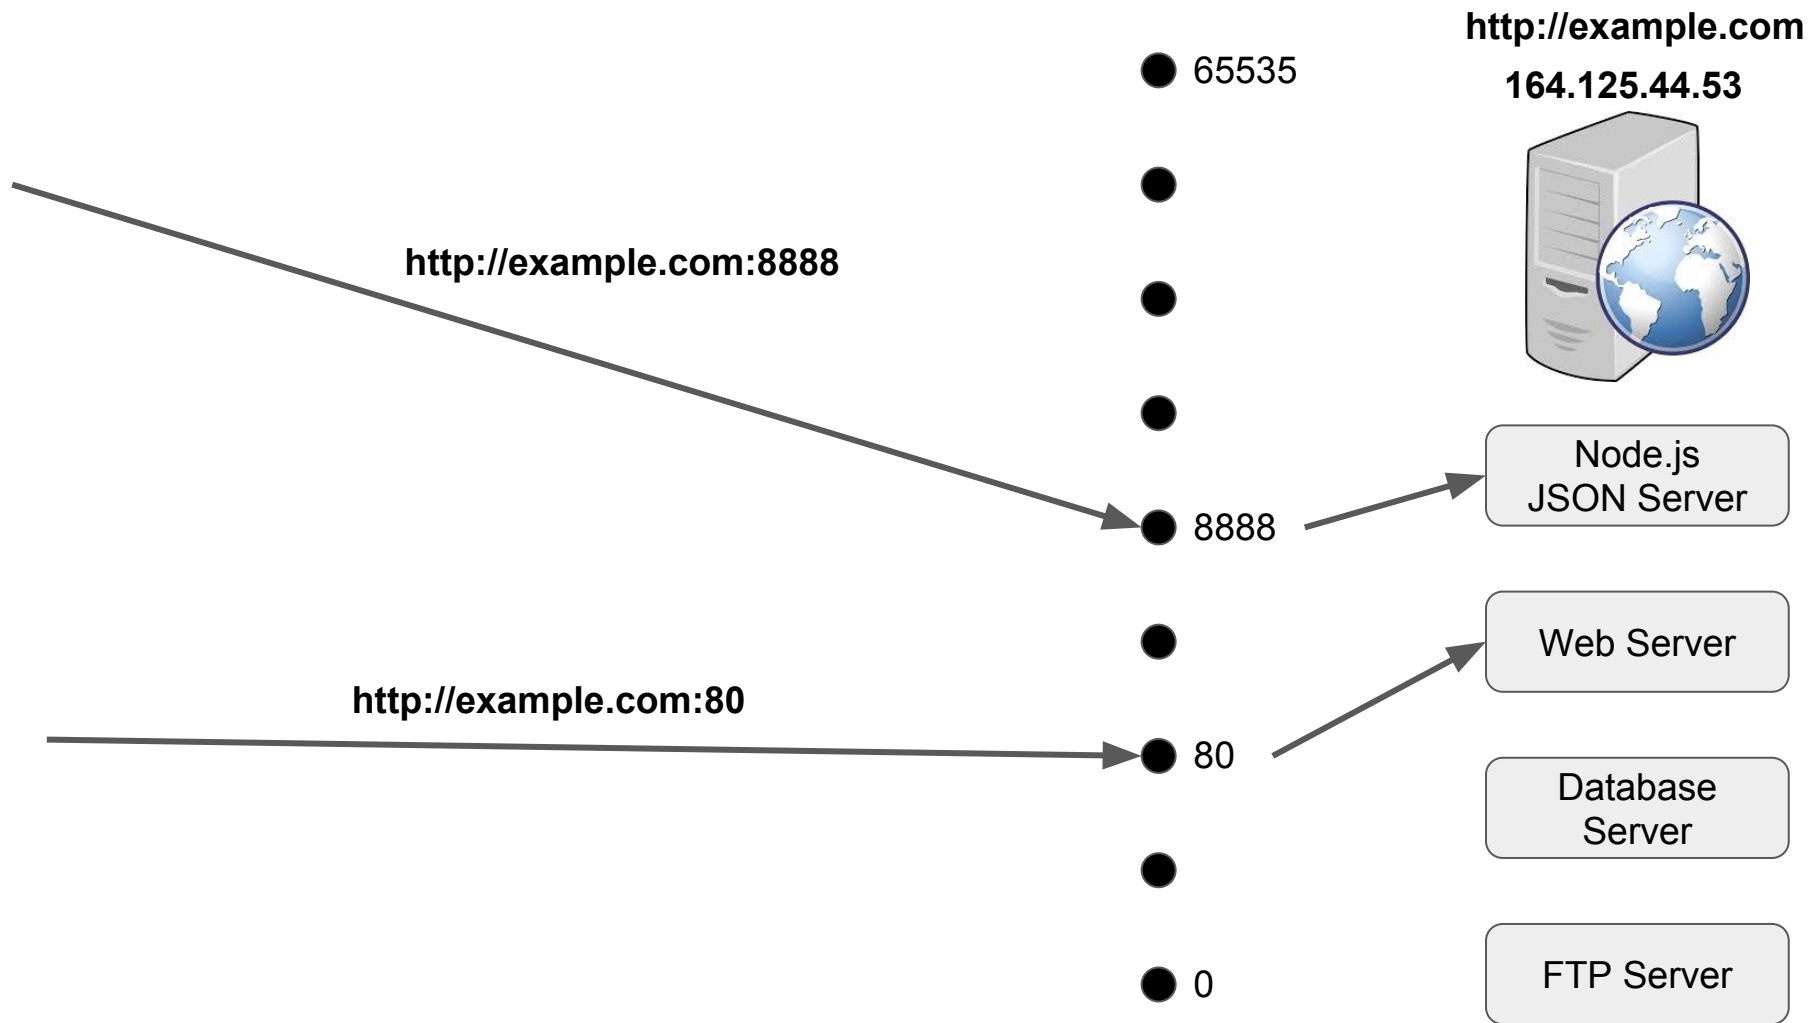 http://example.com
164.125.44.53
65535
http://example.com:8888
Node.js
JSON Server
8888
Web Server
http://example.com:80
80
Database
Server
FTP Server
0